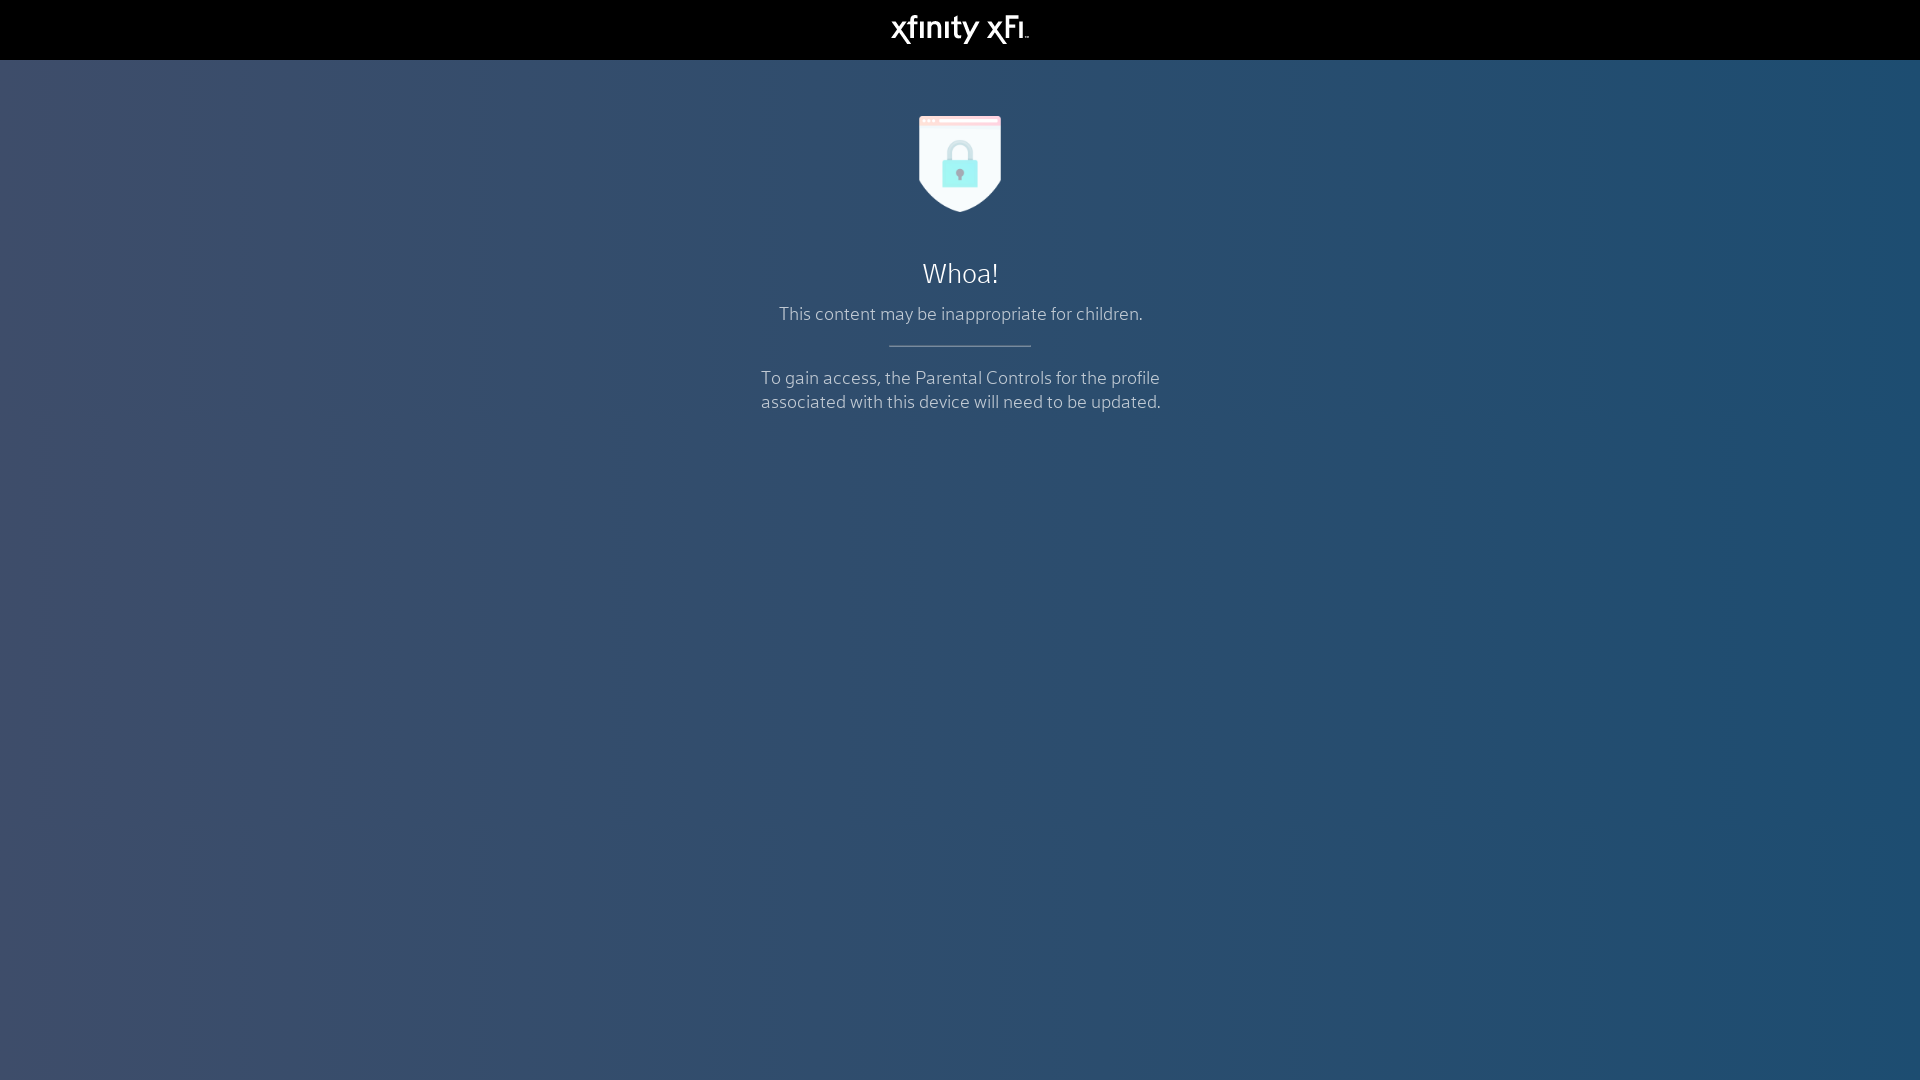 xfinity xFi™
Whoa!
This content may be inappropriate for children.
To gain access, the Parental Controls for the profile
associated with this device will need to be updated.